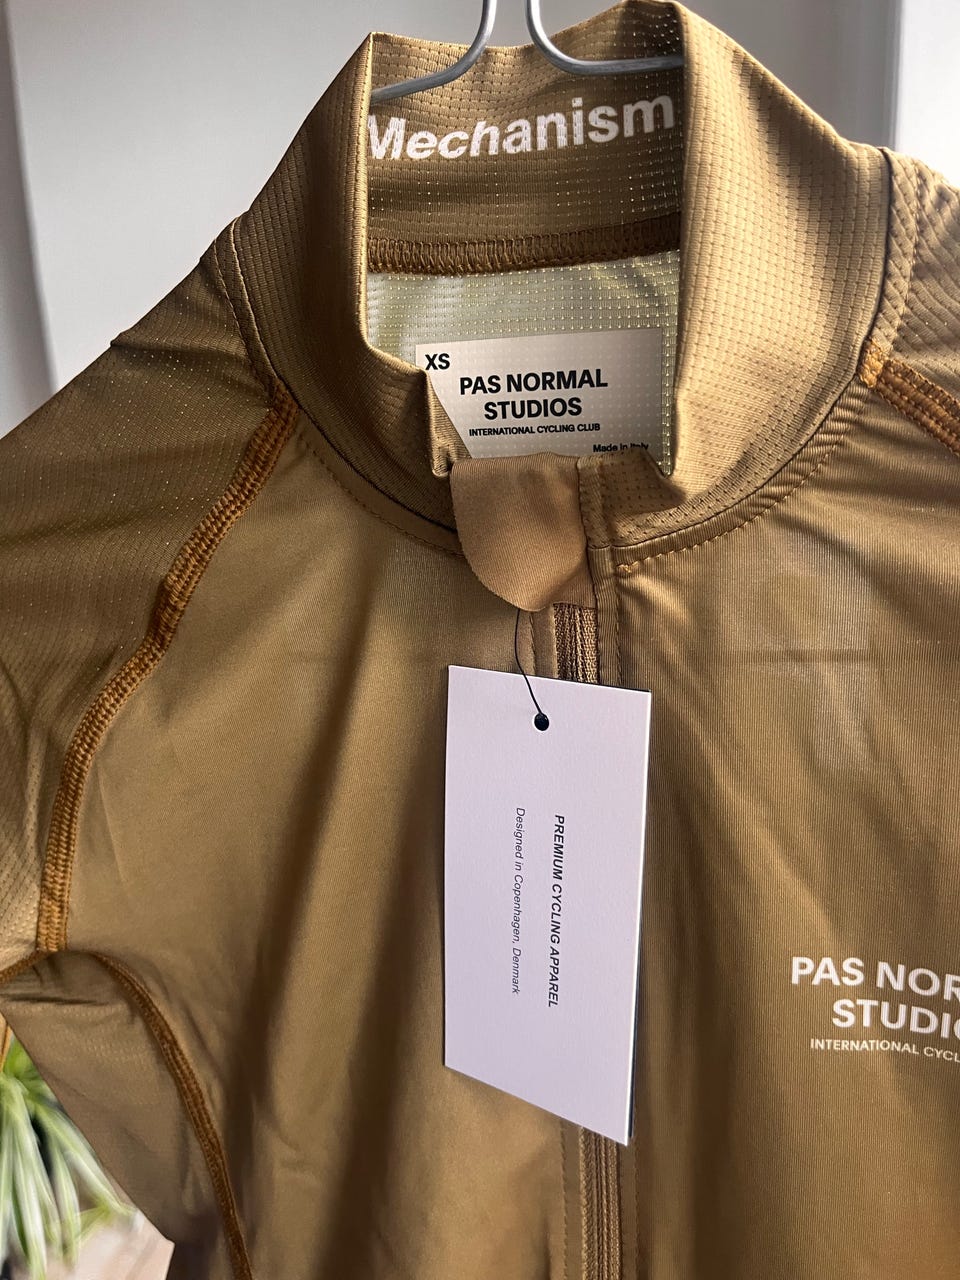 Mechanism
XS
PAS NORMAL
STUDIOS
INTERNATIONAL CYCLING CLUB
Made in Italy
PREMIUM CYCLING APPAREL
Designed in Copenhagen, Denmark
PAS NOR
STUDIO
INTERNATIONAL CYCL